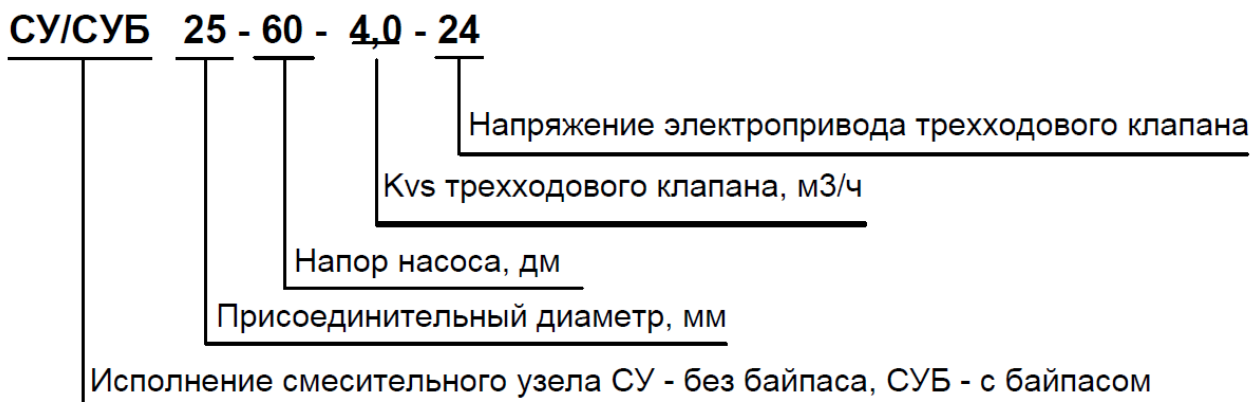 СУ/СУБ 25 - 60 - 4,0 - 24
Напряжение электропривода трехходового клапана
Kvs трехходового клапана, м3/ч
Напор насоса, дм
Присоединительный диаметр, мм
Исполнение смесительного узла СУ - без байпаса, СУБ - с байпасом